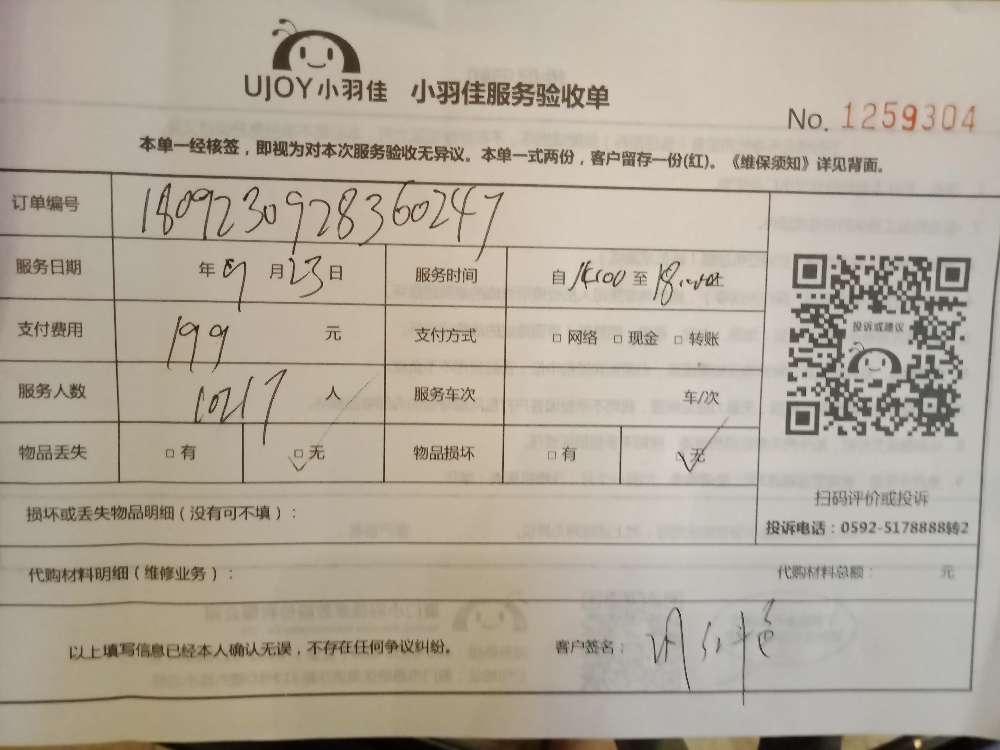 UJOY小羽佳 小羽佳服务验收单
No. 1259304
本单一经核签，即视为对本次服务验收无异议。本单一式两份，客户留存一份(红)。《维保须知》详见背面。
订单编号 180923092836 0247
服务日期 年 9 月 23 日 服务时间 自 至 18
支付费用 199 元 支付方式 □ 网络 □ 现金 □ 转账
服务人数 10217 人 服务车次 车/次
物品丢失 □ 有 □ 无 物品损坏 □ 有 □ 无
投诉或建议
扫码评价或投诉
投诉电话：0592-5178888转2
损坏或丢失物品明细（没有可不填）：
代购材料明细（维修业务）： 代购材料总额： 元
以上填写信息已经本人确认无误，不存在任何争议纠纷。 客户签名：